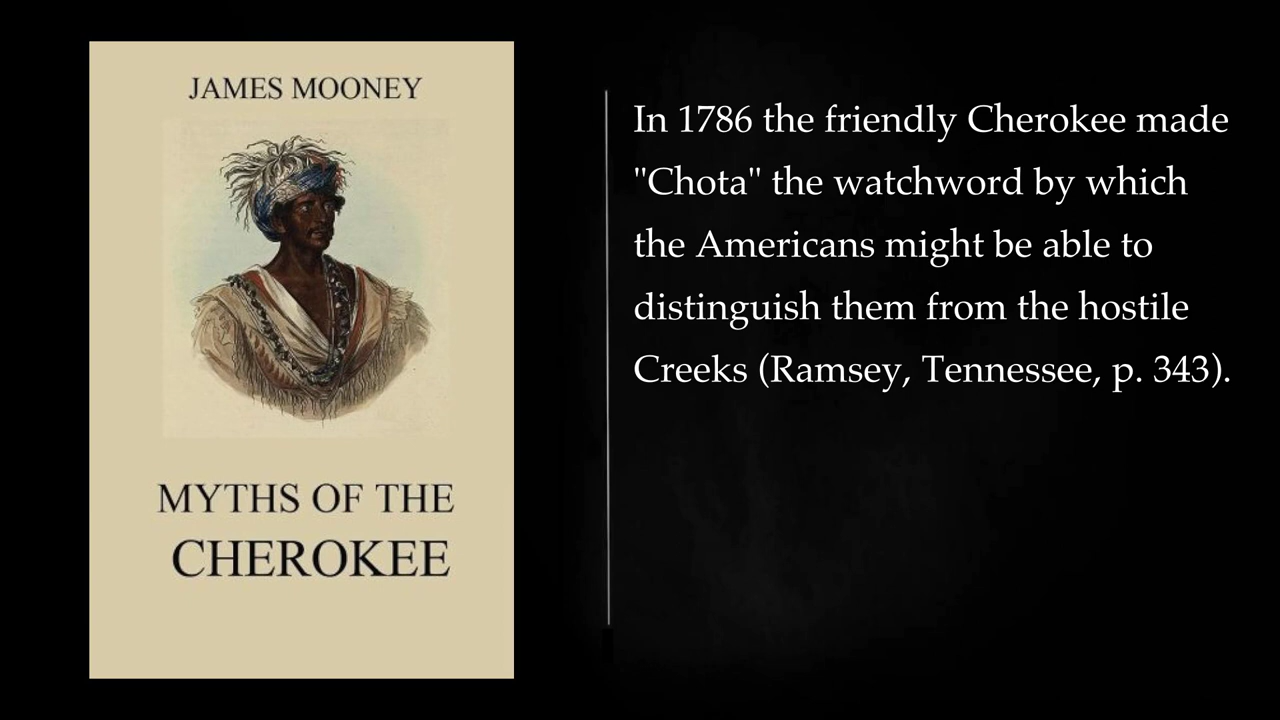 JAMES MOONEY
MYTHS OF THE
CHEROKEE
In 1786 the friendly Cherokee made
"Chota" the watchword by which
the Americans might be able to
distinguish them from the hostile
Creeks (Ramsey, Tennessee, p. 343).